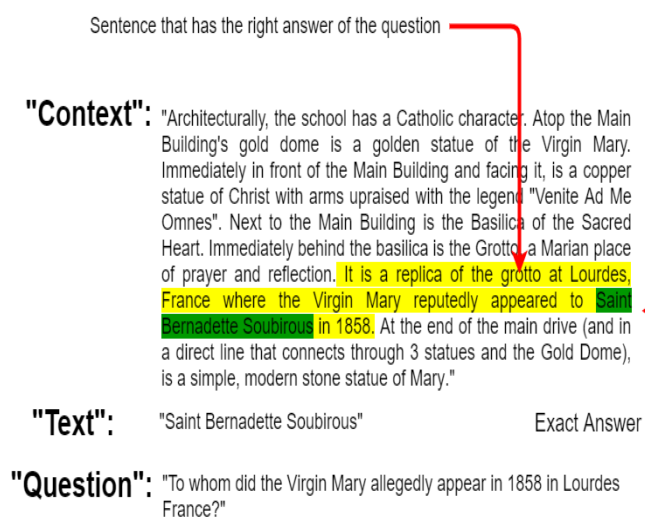 Sentence that has the right answer of the question
"Context": "Architecturally, the school has a Catholic character. Atop the Main
Building's gold dome is a golden statue of the Virgin Mary.
Immediately in front of the Main Building and facing it, is a copper
statue of Christ with arms upraised with the legend "Venite Ad Me
Omnes". Next to the Main Building is the Basilica of the Sacred
Heart. Immediately behind the basilica is the Grotto, a Marian place
of prayer and reflection. It is a replica of the grotto at Lourdes,
France where the Virgin Mary reputedly appeared to Saint
Bernadette Soubirous in 1858. At the end of the main drive (and in
a direct line that connects through 3 statues and the Gold Dome),
is a simple, modern stone statue of Mary."
"Text": "Saint Bernadette Soubirous" Exact Answer
"Question": "To whom did the Virgin Mary allegedly appear in 1858 in Lourdes
France?"